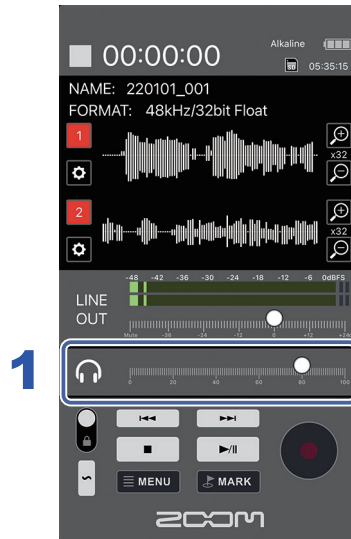 00:00:00
Alkaline
05:35:15
NAME: 220101_001
FORMAT: 48kHz/32bit Float
1
x32
2
x32
-48 -42 -36 -30 -24 -18 -12 -6 0dBFS
LINE
OUT
Mute -36 -24 -12 0 +12 +24
1
0 20 40 60 80 100
MENU
MARK
ZOOM